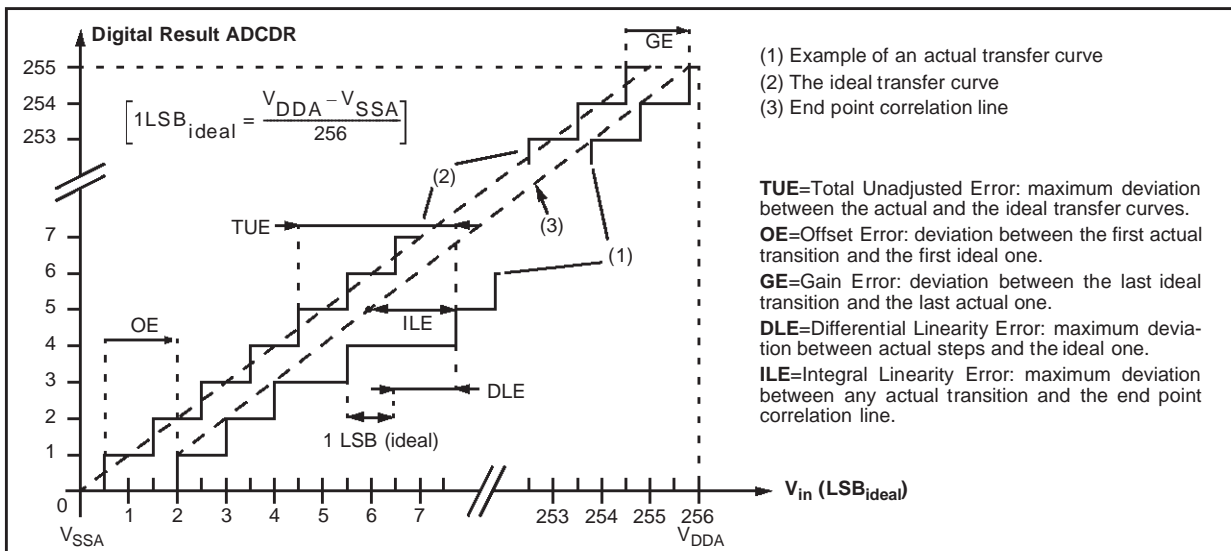 Digital Result ADCDR
GE
255
254
253
[1LSB ideal = V DDA – V SSA
256 ]
(1) Example of an actual transfer curve
(2) The ideal transfer curve
(3) End point correlation line
(2)
(3)
(1)
TUE
7
6
5
4
3
2
1
0
OE
ILE
DLE
1 LSB (ideal)
TUE=Total Unadjusted Error: maximum deviation
between the actual and the ideal transfer curves.
OE=Offset Error: deviation between the first actual
transition and the first ideal one.
GE=Gain Error: deviation between the last ideal
transition and the last actual one.
DLE=Differential Linearity Error: maximum devia-
tion between actual steps and the ideal one.
ILE=Integral Linearity Error: maximum deviation
between any actual transition and the end point
correlation line.
1 2 3 4 5 6 7 253 254 255 256
Vin (LSBideal)
VSSA
VDDA